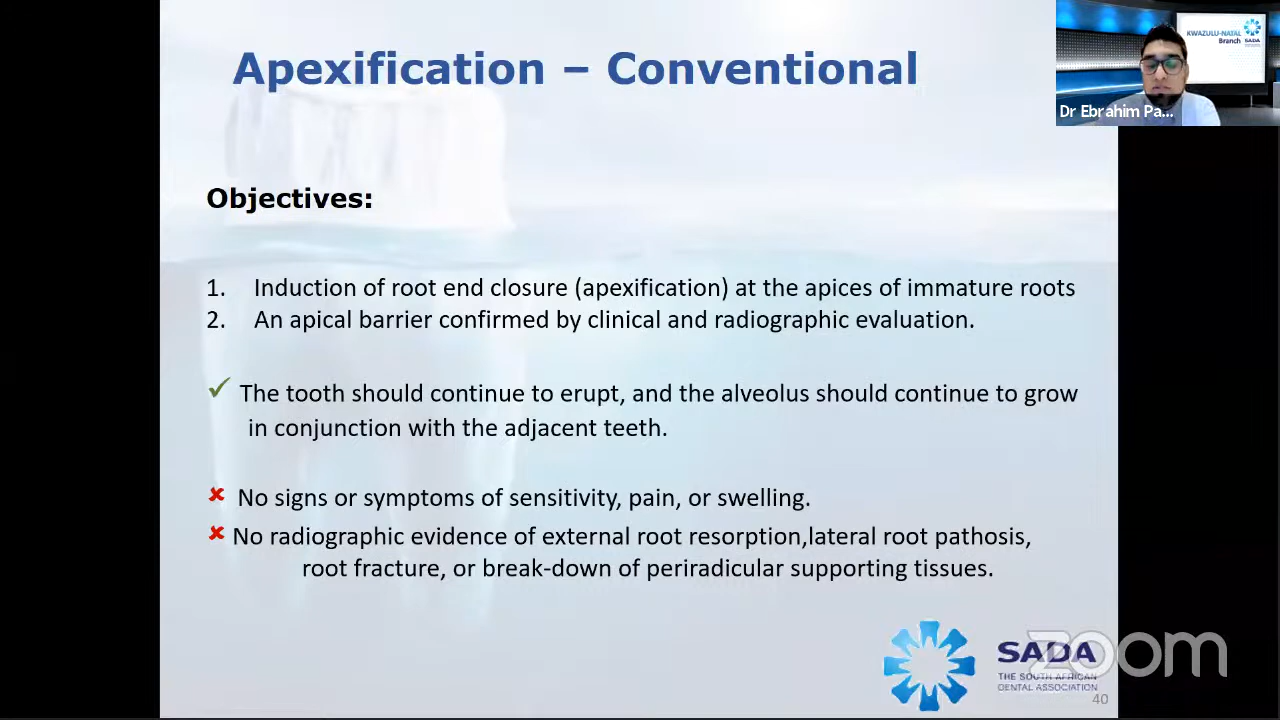 Apexification – Conventional
KWAZULU-NATAL
Branch SADA
Dr Ebrahim Pa...
Objectives:
1. Induction of root end closure (apexification) at the apices of immature roots
2. An apical barrier confirmed by clinical and radiographic evaluation.
✓ The tooth should continue to erupt, and the alveolus should continue to grow
in conjunction with the adjacent teeth.
✘ No signs or symptoms of sensitivity, pain, or swelling.
✘ No radiographic evidence of external root resorption,lateral root pathosis,
root fracture, or break-down of periradicular supporting tissues.
SADA
zoom
THE SOUTH AFRICAN
DENTAL ASSOCIATION
40